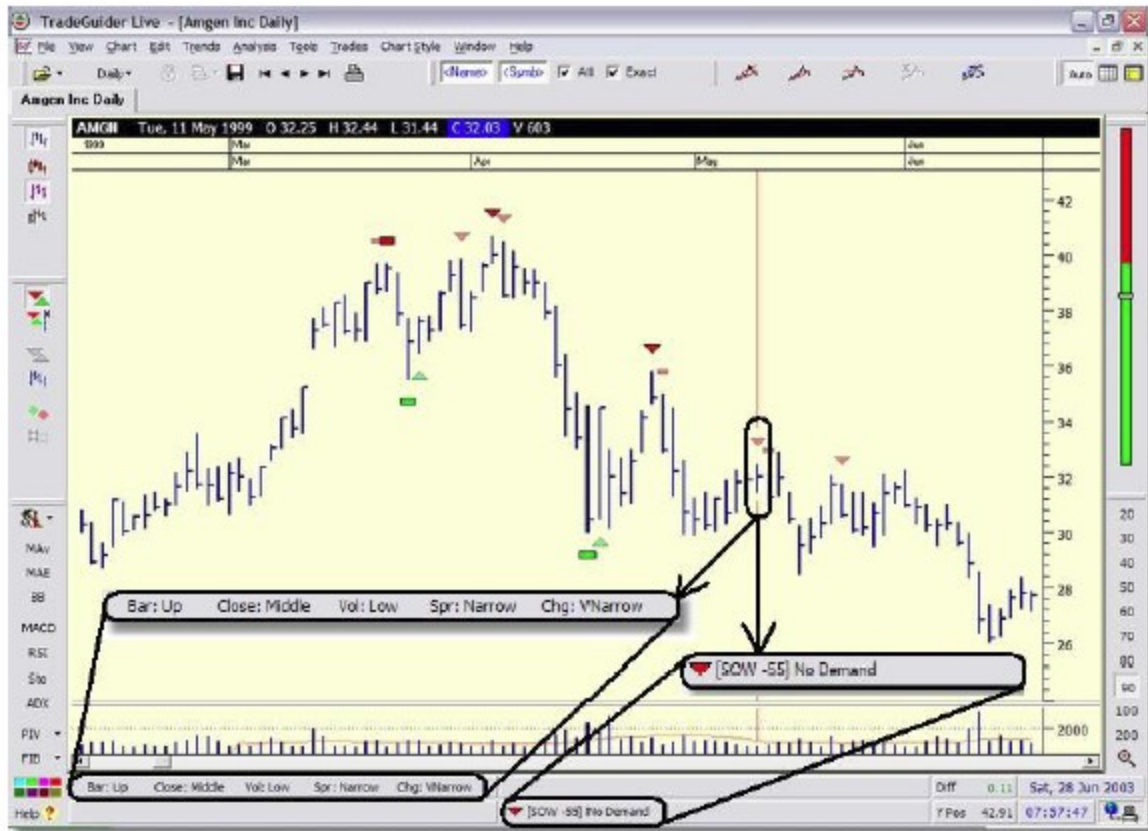 TradeGuider Live - [Amgen Inc Daily]
File View Chart Edit Trends Analysis Tools Trades Chart Style Window Help
Daily <Name> <Symb> All Exact Auto
Amgen Inc Daily
AMGN Tue, 11 May 1999 O 32.25 H 32.44 L 31.44 C 32.03 V 603
1999 Mar Jun
Mar Apr May Jun
42
40
38
36
34
32
30
28
26
2000
MAv
MAE
BB
MACD
RSI
Sto
ADX
PIV
FIB
20
30
40
50
60
70
80
90
100
200
Bar: Up Close: Middle Vol: Low Spr: Narrow Chg: VNarrow
[SOW -55] No Demand
Bar: Up Close: Middle Vol: Low Spr: Narrow Chg: VNarrow
Diff 0.11 Sat, 28 Jun 2003
Help ? [SOW -55] No Demand Y Pos 42.91 07:57:47